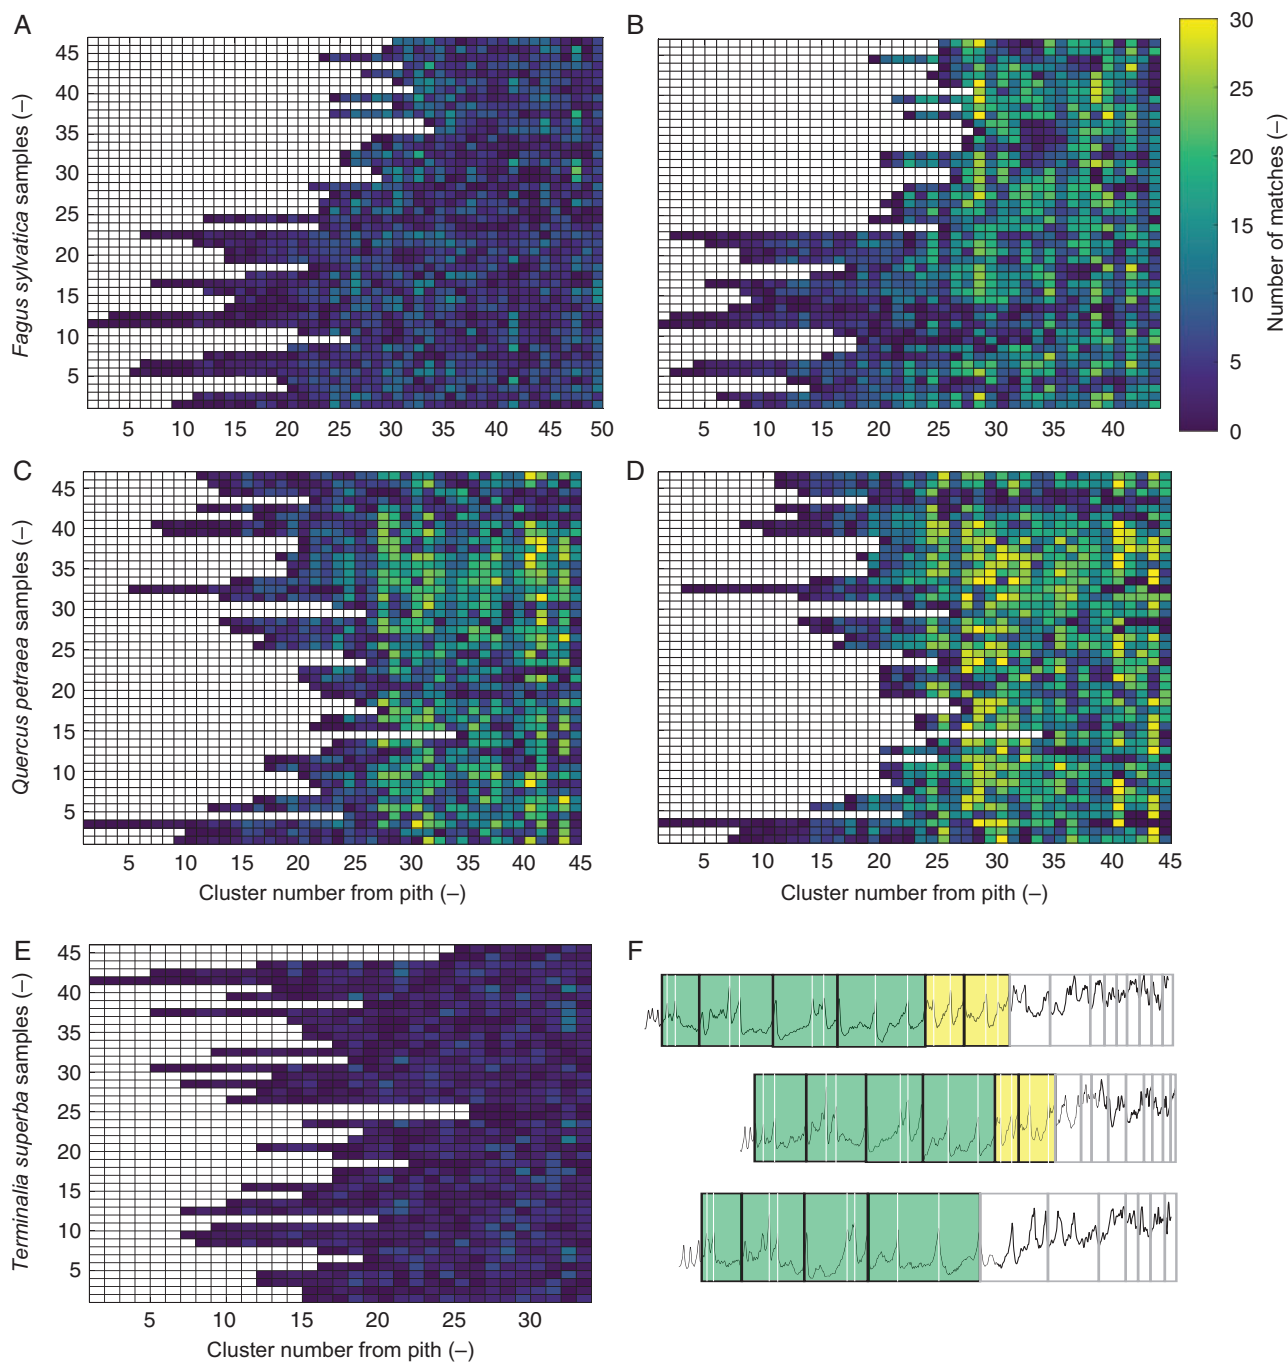 A
B
45
40
35
30
25
20
15
10
5
Fagus sylvatica samples (–)
5 10 15 20 25 30 35 40 45 50
5 10 15 20 25 30 35 40
30
25
20
15
10
5
0
Number of matches (–)
C
D
45
40
35
30
25
20
15
10
5
Quercus petraea samples (–)
5 10 15 20 25 30 35 40 45
Cluster number from pith (–)
5 10 15 20 25 30 35 40 45
Cluster number from pith (–)
E
F
45
40
35
30
25
20
15
10
5
Terminalia superba samples (–)
5 10 15 20 25 30
Cluster number from pith (–)